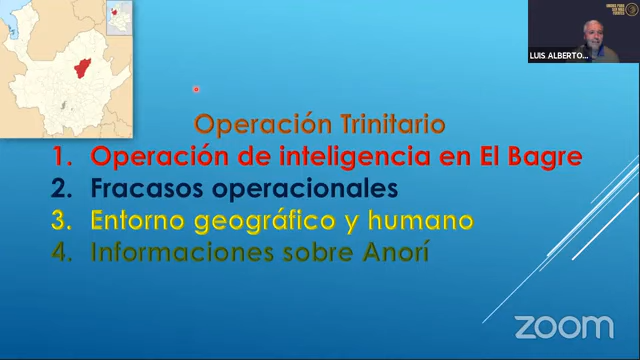 LUIS ALBERTO...
Operación Trinitario
1. Operación de inteligencia en El Bagre
2. Fracasos operacionales
3. Entorno geográfico y humano
4. Informaciones sobre Anorí
zoom